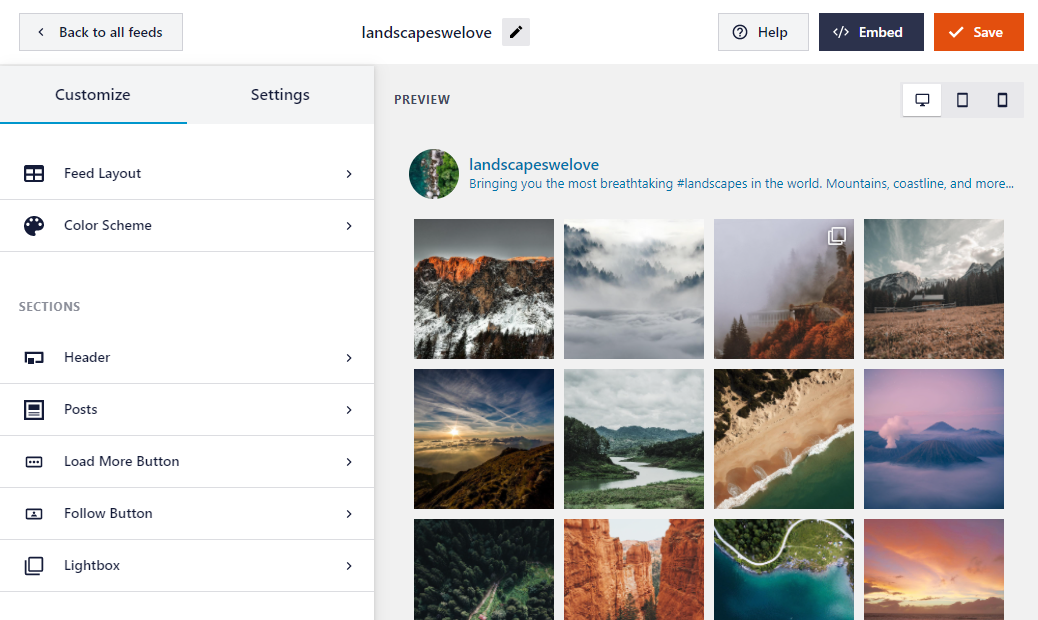 Back to all feeds
landscapeswelove
Help
Embed
Save
Customize
Settings
PREVIEW
landscapeswelove
Bringing you the most breathtaking #landscapes in the world. Mountains, coastline, and more...
Feed Layout
Color Scheme
SECTIONS
Header
Posts
Load More Button
Follow Button
Lightbox